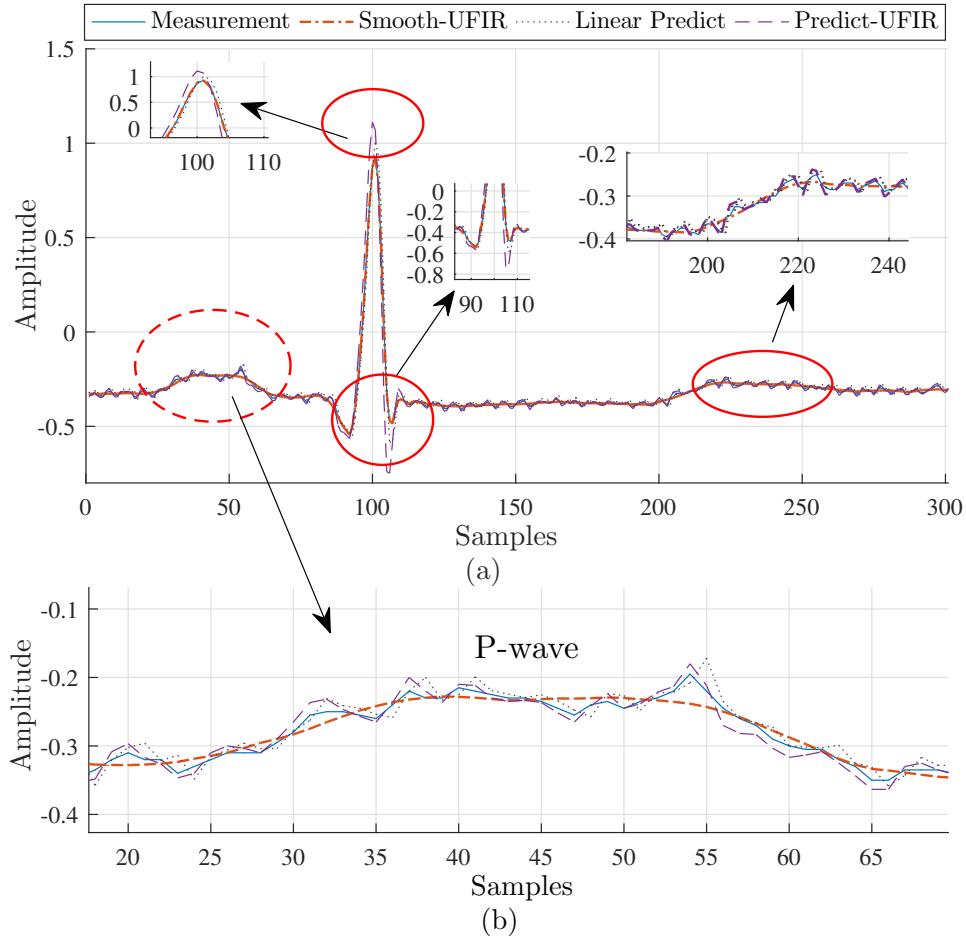 Measurement Smooth-UFIR Linear Predict Predict-UFIR
1.5
1
0.5
0
-0.5
Amplitude
0 50 100 150 200 250 300
Samples
1
0.5
0
100 110
0
-0.2
-0.4
-0.6
-0.8
90 110
-0.2
-0.3
-0.4
200 220 240
(a)
P-wave
-0.1
-0.2
-0.3
-0.4
Amplitude
20 25 30 35 40 45 50 55 60 65
Samples
(b)